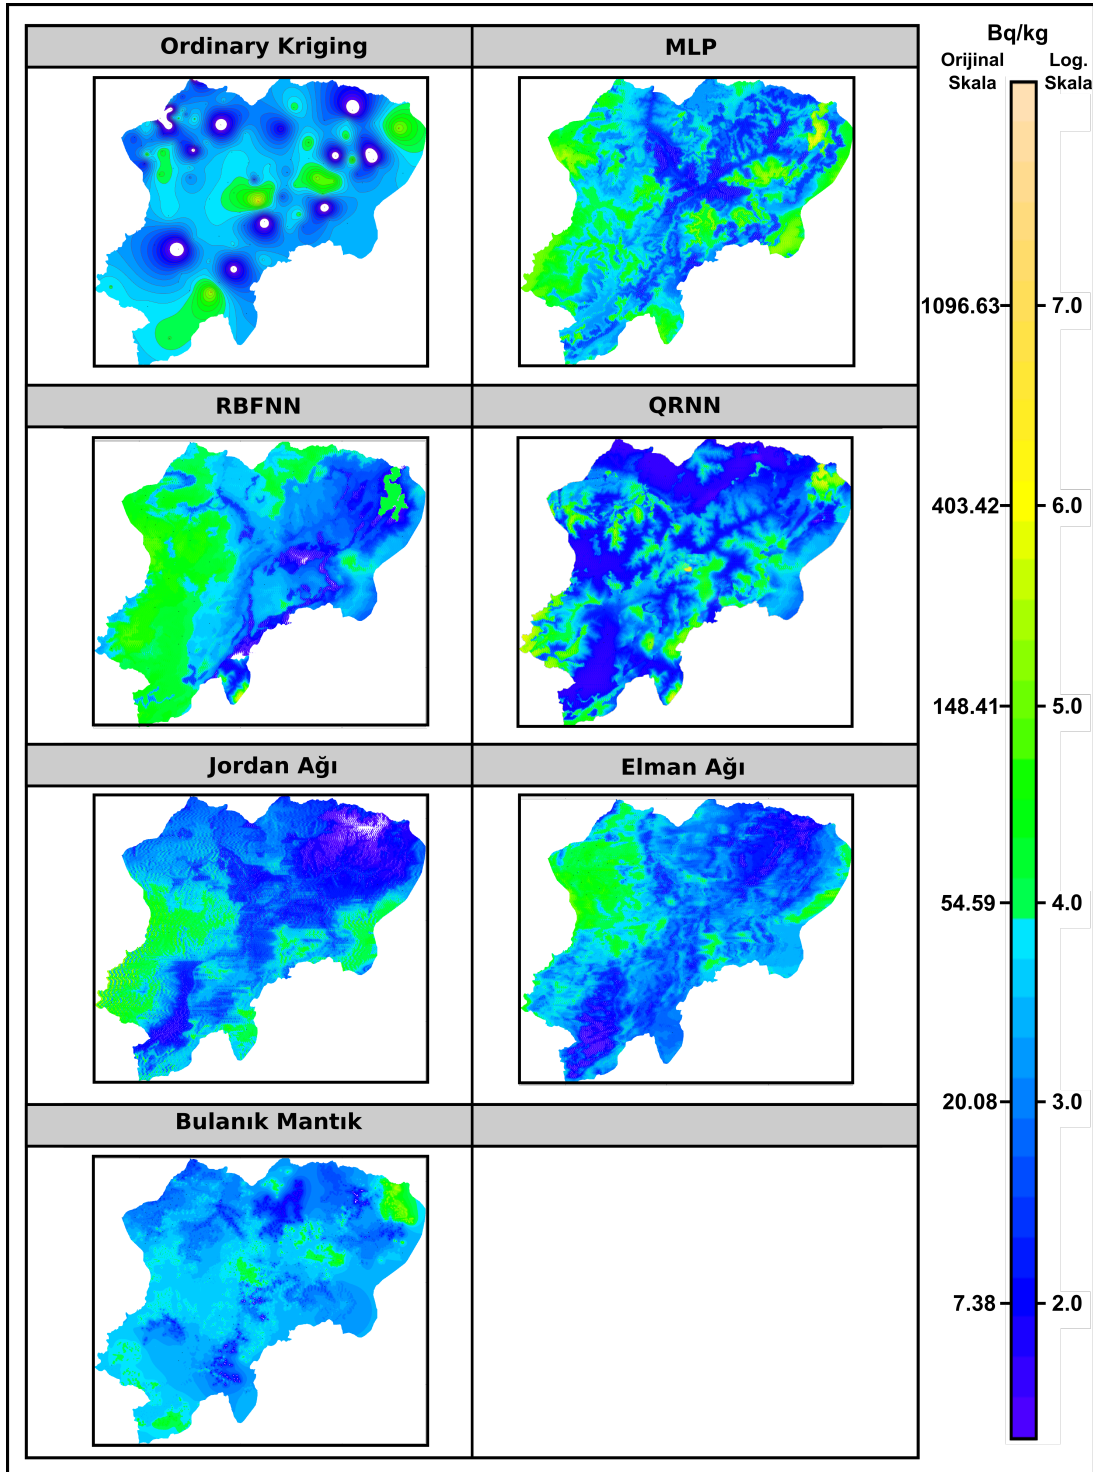 Ordinary Kriging
MLP
RBFNN
QRNN
Jordan Ağı
Elman Ağı
Bulanık Mantık
Bq/kg
Orijinal Log.
Skala Skala
1096.63 7.0
403.42 6.0
148.41 5.0
54.59 4.0
20.08 3.0
7.38 2.0